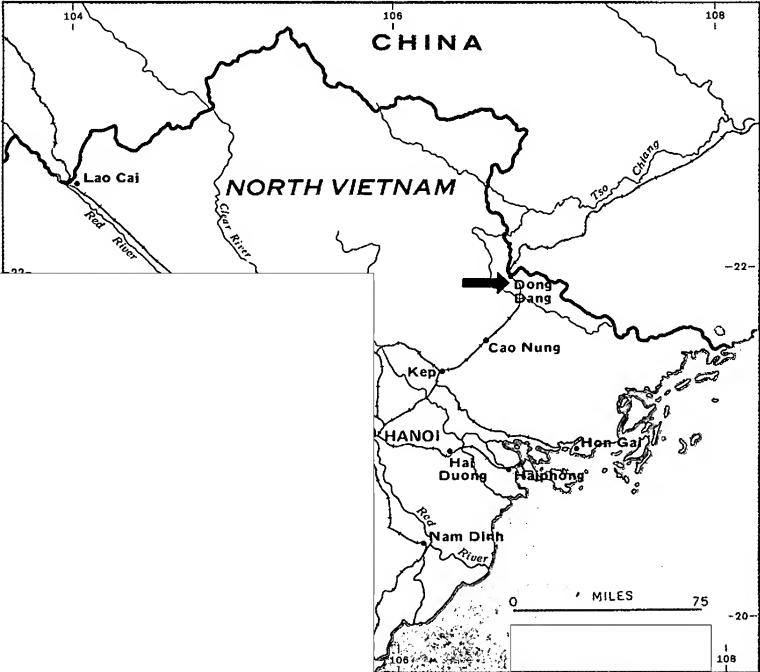 104
106
108
CHINA
Lao Cai
NORTH VIETNAM
Tso Chiang
Red River
Clear River
22
22
Dong
Dang
Cao Nung
Kep
HANOI
Hon Gai
Hai
Duong
Haiphong
Red River
Nam Dinh
0 MILES 75
20
106
108